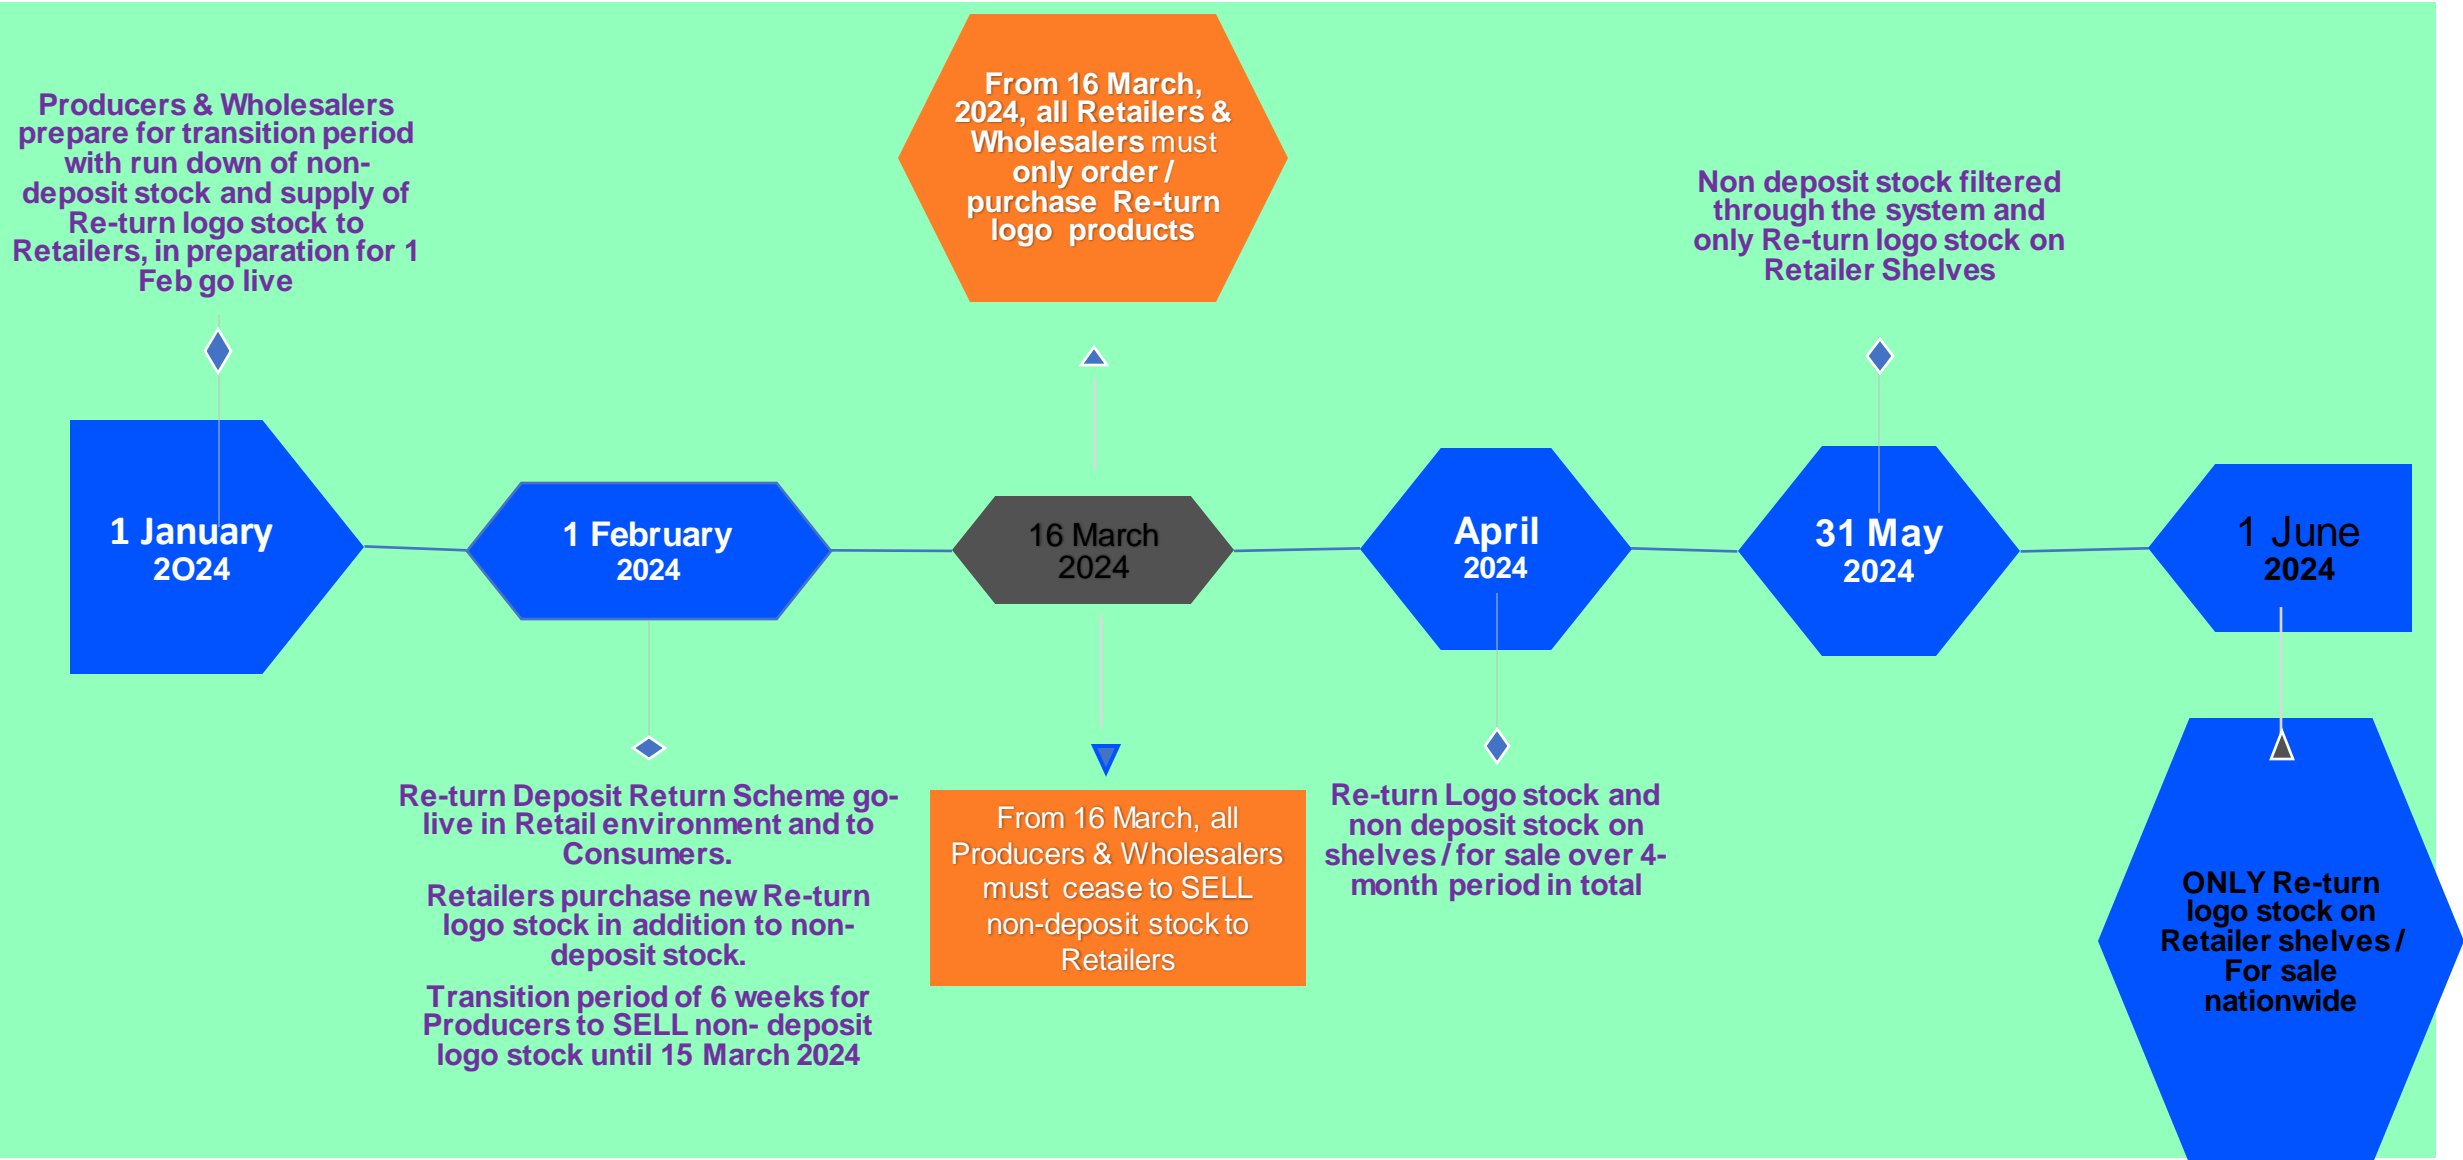 Producers & Wholesalers
prepare for transition period
with run down of non-
deposit stock and supply of
Re-turn logo stock to
Retailers, in preparation for 1
Feb go live
From 16 March,
2024, all Retailers &
Wholesalers must
only order /
purchase Re-turn
logo products
Non deposit stock filtered
through the system and
only Re-turn logo stock on
Retailer Shelves
1 January
2O24
1 February
2024
16 March
2024
April
2024
31 May
2024
1 June
2024
Re-turn Deposit Return Scheme go-
live in Retail environment and to
Consumers.
Retailers purchase new Re-turn
logo stock in addition to non-
deposit stock.
Transition period of 6 weeks for
Producers to SELL non- deposit
logo stock until 15 March 2024
From 16 March, all
Producers & Wholesalers
must cease to SELL
non-deposit stock to
Retailers
Re-turn Logo stock and
non deposit stock on
shelves / for sale over 4-
month period in total
ONLY Re-turn
logo stock on
Retailer shelves /
For sale
nationwide